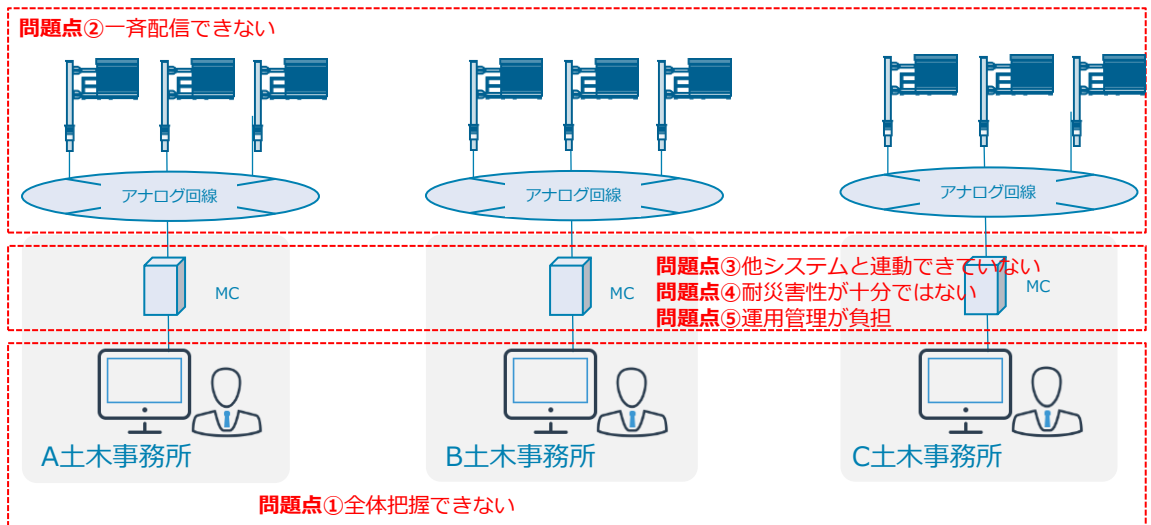 問題点②一斉配信できない
アナログ回線
アナログ回線
アナログ回線
問題点③他システムと連動できていない
問題点④耐災害性が十分ではない
問題点⑤運用管理が負担
MC
MC
MC
A土木事務所
B土木事務所
C土木事務所
問題点①全体把握できない